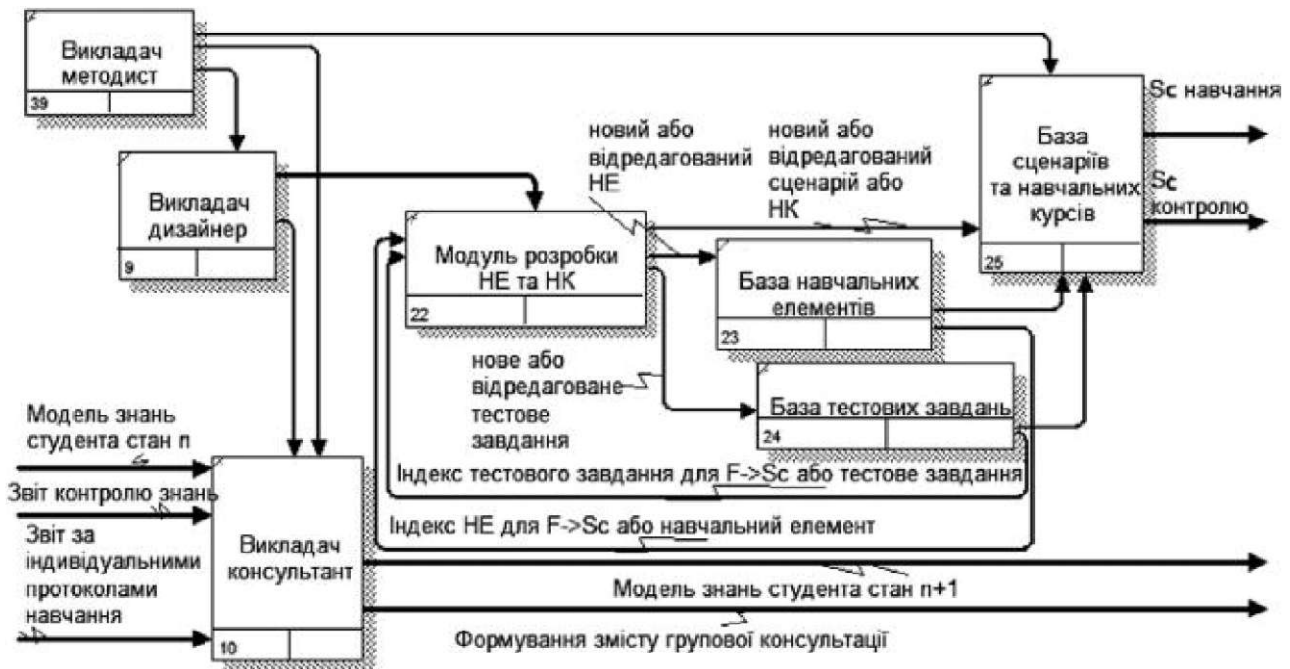 Викладач
методист
39
Викладач
дизайнер
9
новий або
відредагований
НЕ
новий або
відредагований
сценарій або
НК
База
сценаріїв
та навчальних
курсів
25
Sc навчання
Sc
контролю
Модуль розробки
НЕ та НК
22
База навчальних
елементів
23
нове або
відредаговане
тестове
завдання
База тестових завдань
24
Модель знань
студента стан n
Звіт контролю знань
Звіт за
індивідуальними
протоколами
навчання
Індекс тестового завдання для F->Sc або тестове завдання
Індекс НЕ для F->Sc або навчальний елемент
Викладач
консультант
10
Модель знань студента стан n+1
Формування змісту групової консультації